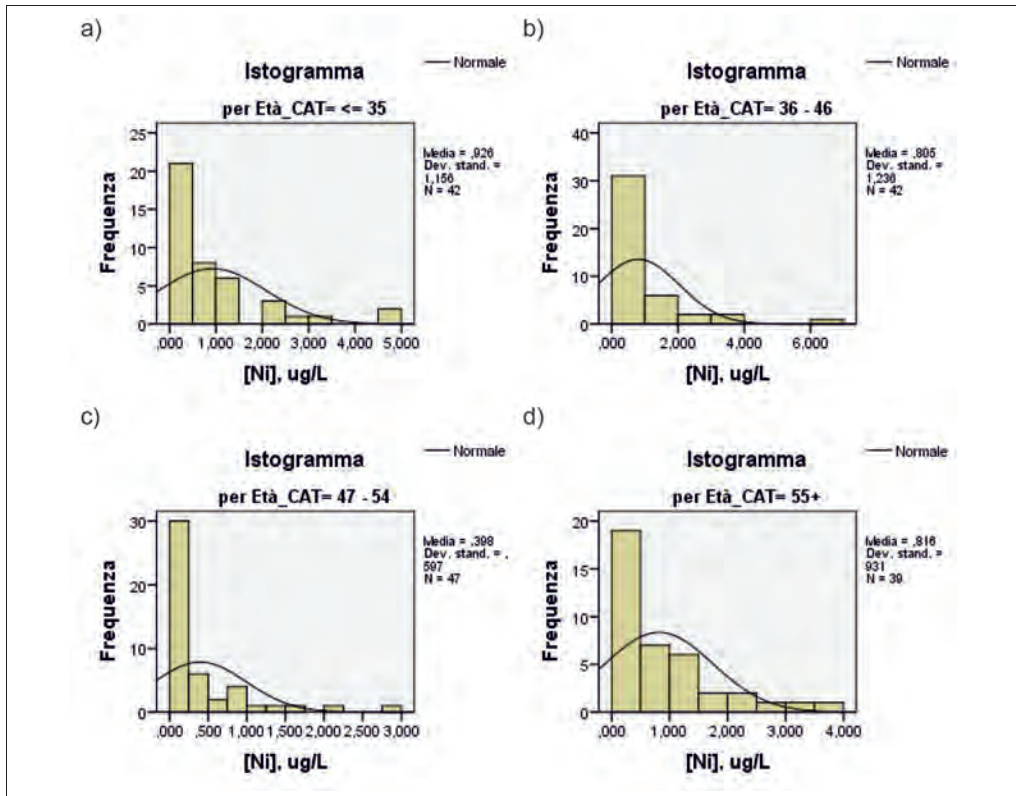 a)
Istogramma
— Normale
per Età_CAT= <= 35
25
20
15
10
5
0
Frequenza
,000 1,000 2,000 3,000 4,000 5,000
[Ni], ug/L
Media = ,926
Dev. stand. =
1,156
N = 42
b)
Istogramma
— Normale
per Età_CAT= 36 - 46
40
30
20
10
0
Frequenza
,000 2,000 4,000 6,000
[Ni], ug/L
Media = ,805
Dev. stand. =
1,236
N = 42
c)
Istogramma
— Normale
per Età_CAT= 47 - 54
30
20
10
0
Frequenza
,000 ,500 1,000 1,500 2,000 2,500 3,000
[Ni], ug/L
Media = ,398
Dev. stand. = ,
597
N = 47
d)
Istogramma
— Normale
per Età_CAT= 55+
20
15
10
5
0
Frequenza
,000 1,000 2,000 3,000 4,000
[Ni], ug/L
Media = ,816
Dev. stand. =
931
N = 39